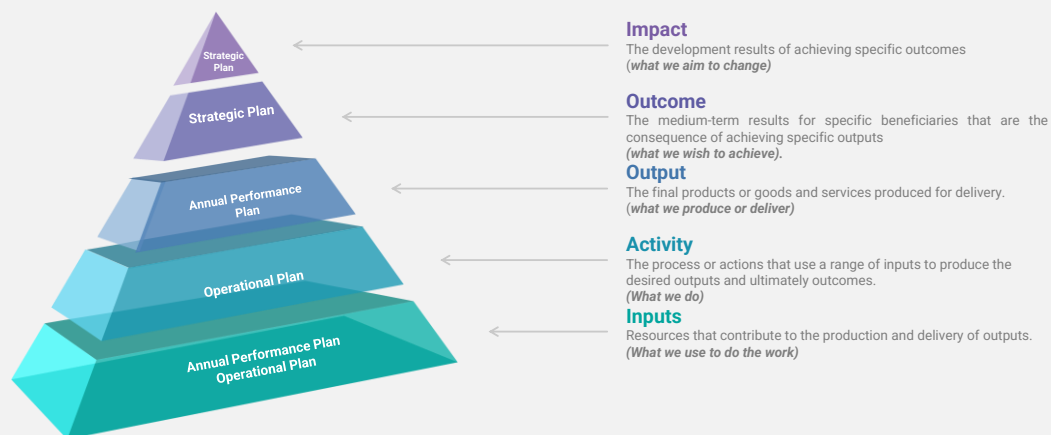 Strategic
Plan
Impact
The development results of achieving specific outcomes
(what we aim to change)
Strategic Plan
Outcome
The medium-term results for specific beneficiaries that are the
consequence of achieving specific outputs
(what we wish to achieve).
Annual Performance
Plan
Output
The final products or goods and services produced for delivery.
(what we produce or deliver)
Operational Plan
Activity
The process or actions that use a range of inputs to produce the
desired outputs and ultimately outcomes.
(What we do)
Annual Performance Plan
Operational Plan
Inputs
Resources that contribute to the production and delivery of outputs.
(What we use to do the work)